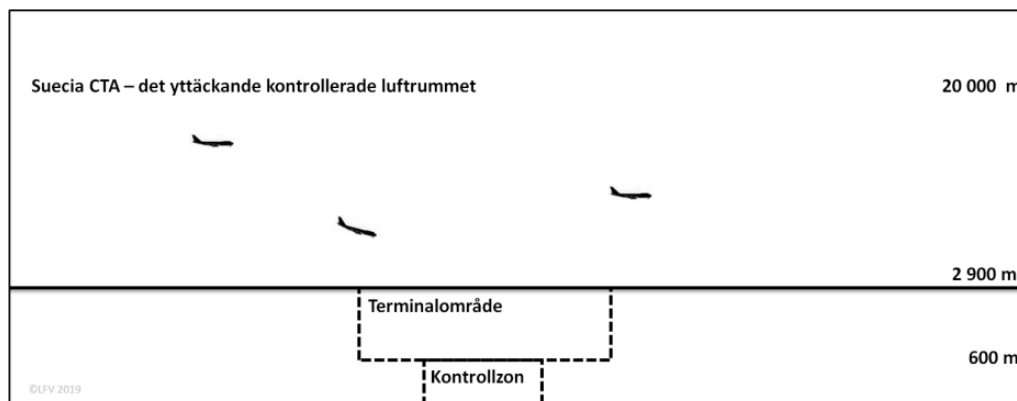 Suecia CTA – det yttäckande kontrollerade luftrummet
20 000 m
2 900 m
Terminalområde
600 m
Kontrollzon
©LFV 2019